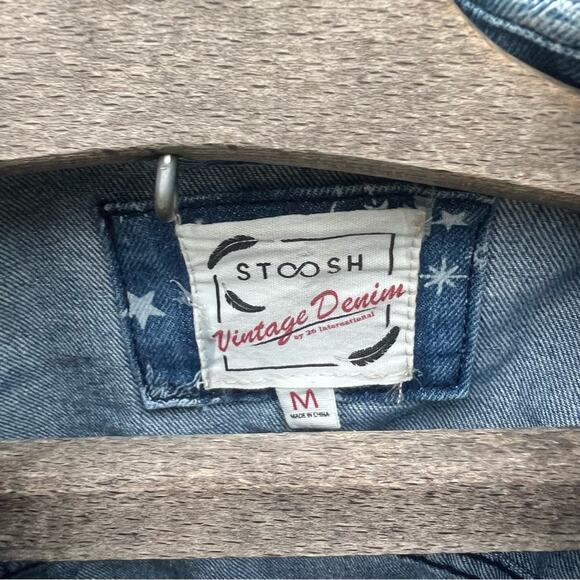 STOOSH
Vintage Denim
by 26 International
M
MADE IN CHINA